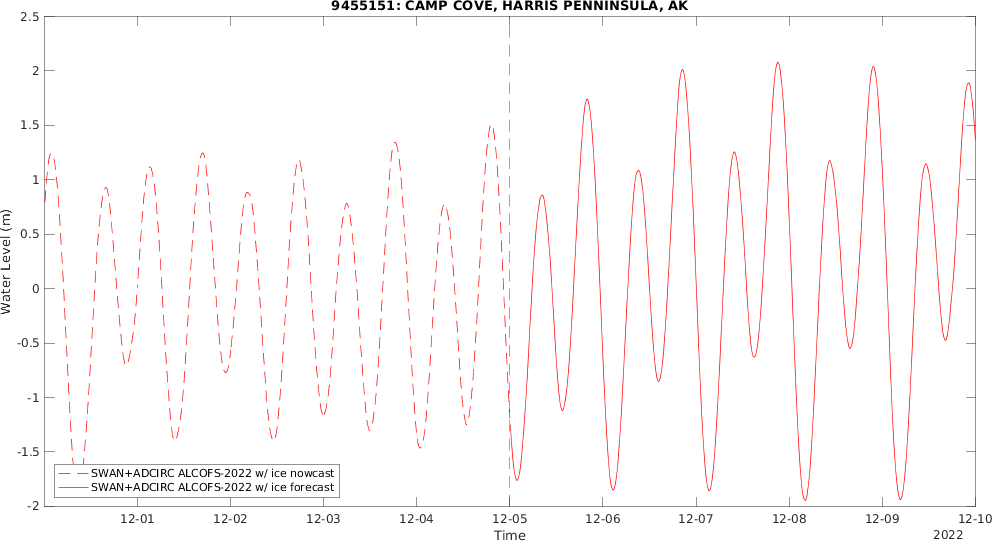 9455151: CAMP COVE, HARRIS PENNINSULA, AK
Water Level (m)
2.5
2
1.5
1
0.5
0
-0.5
-1
-1.5
-2
SWAN+ADCIRC ALCOFS-2022 w/ ice nowcast
SWAN+ADCIRC ALCOFS-2022 w/ ice forecast
12-01 12-02 12-03 12-04 12-05 12-06 12-07 12-08 12-09 12-10
Time
2022